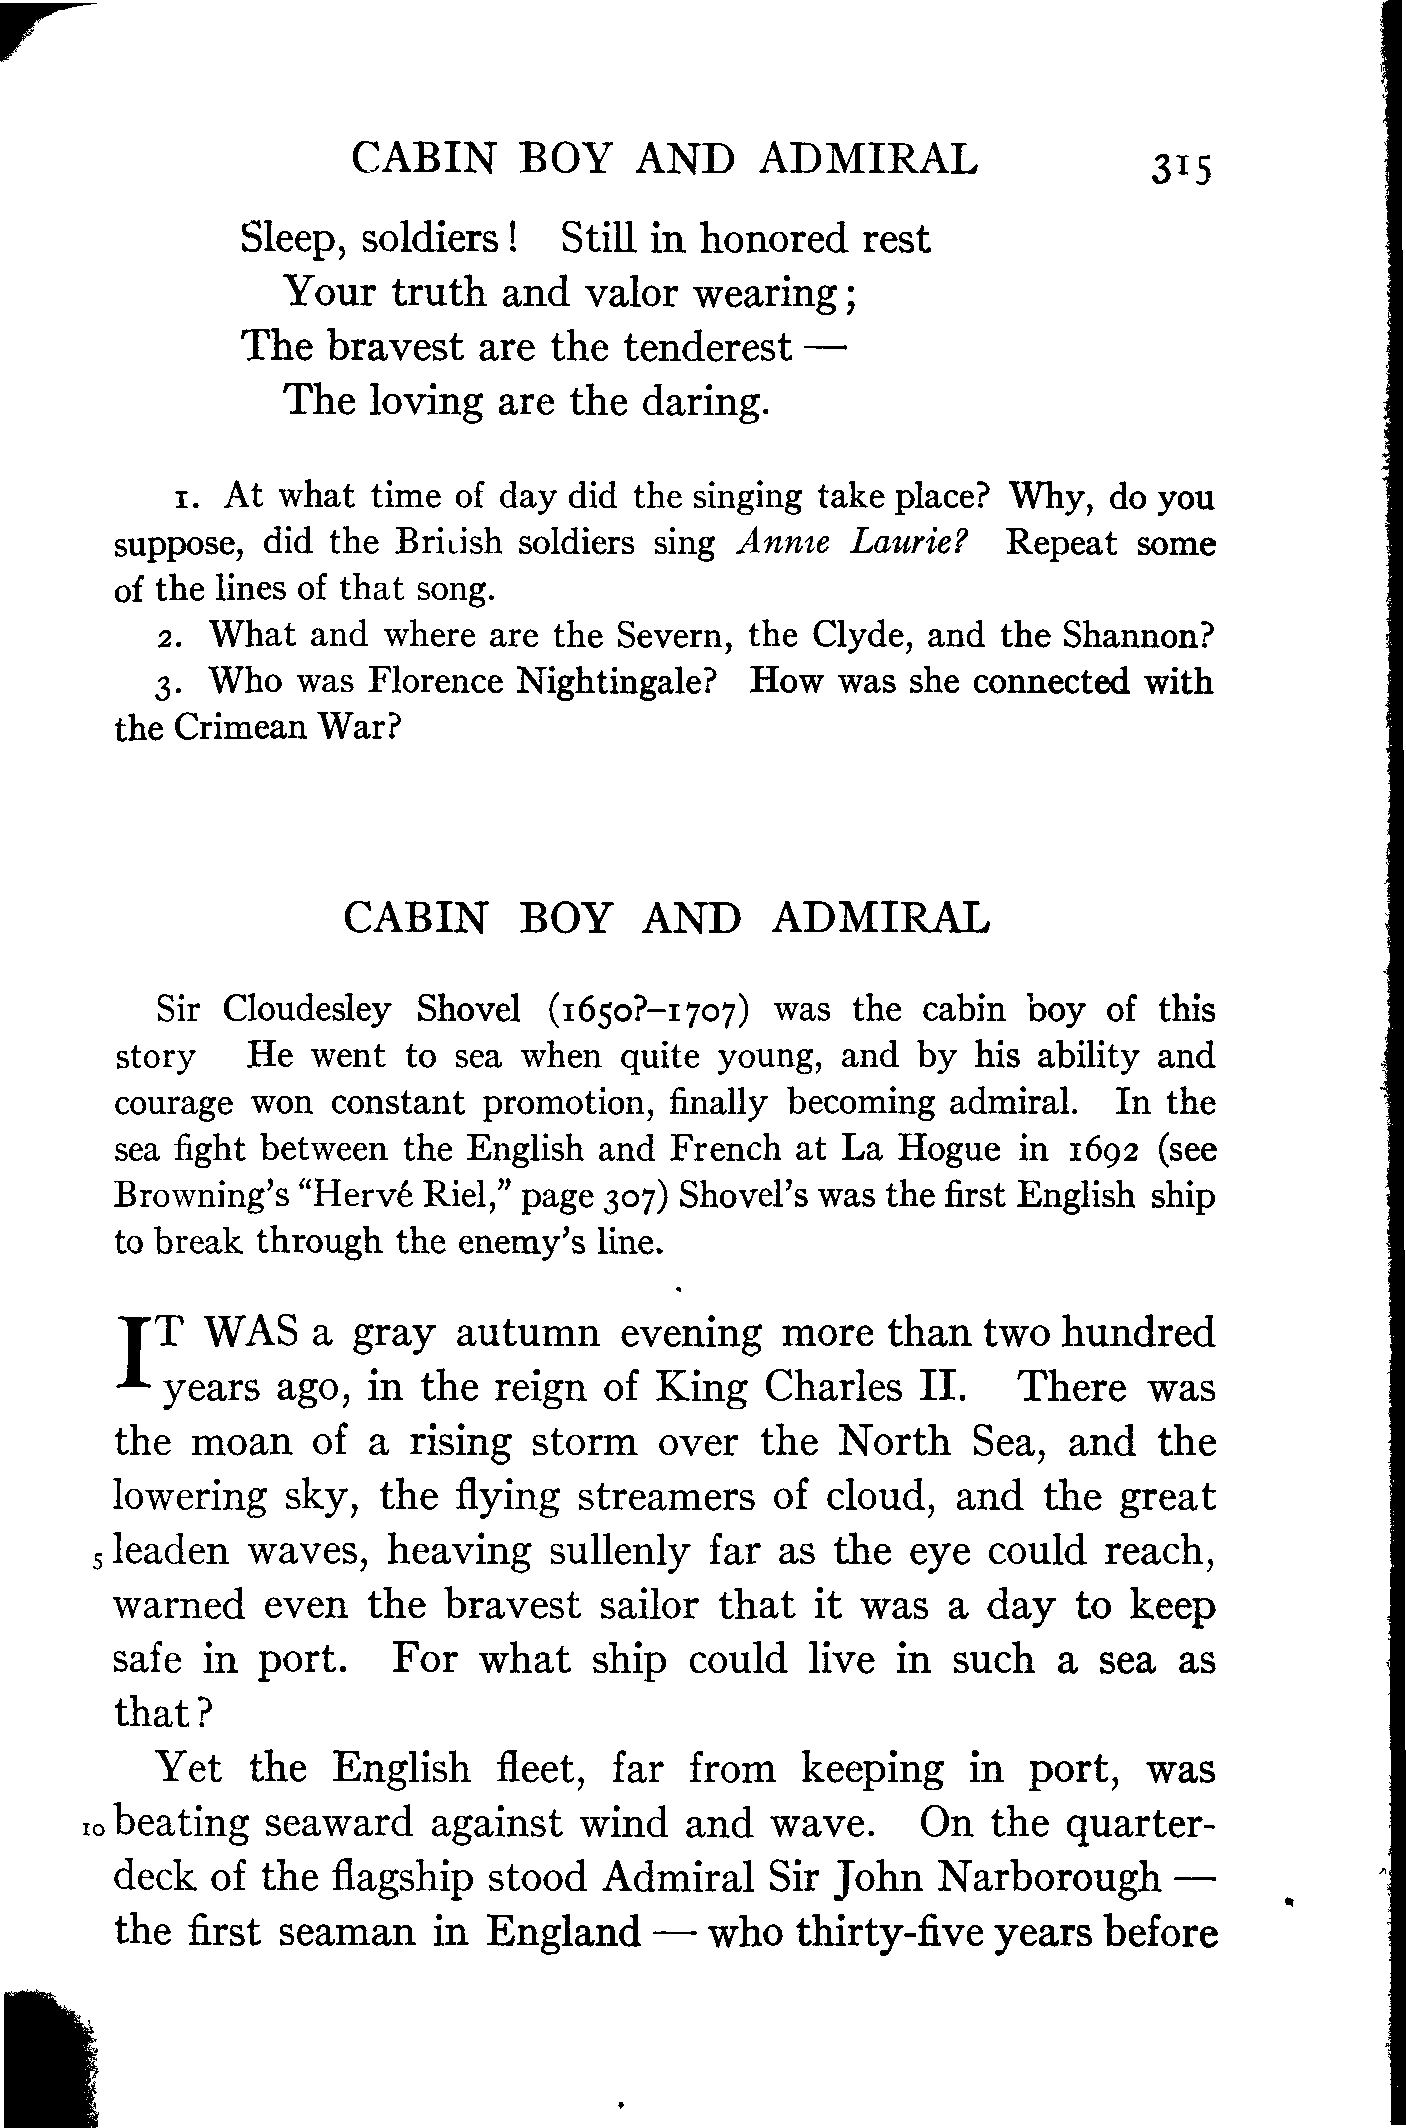 CABIN BOY AND ADMIRAL 315
Sleep, soldiers! Still in honored rest
Your truth and valor wearing;
The bravest are the tenderest —
The loving are the daring.
1. At what time of day did the singing take place? Why, do you
suppose, did the British soldiers sing Annie Laurie? Repeat some
of the lines of that song.
2. What and where are the Severn, the Clyde, and the Shannon?
3. Who was Florence Nightingale? How was she connected with
the Crimean War?
CABIN BOY AND ADMIRAL
Sir Cloudesley Shovel (1650?–1707) was the cabin boy of this
story He went to sea when quite young, and by his ability and
courage won constant promotion, finally becoming admiral. In the
sea fight between the English and French at La Hogue in 1692 (see
Browning's "Hervé Riel," page 307) Shovel's was the first English ship
to break through the enemy's line.
IT WAS a gray autumn evening more than two hundred
years ago, in the reign of King Charles II. There was
the moan of a rising storm over the North Sea, and the
lowering sky, the flying streamers of cloud, and the great
5 leaden waves, heaving sullenly far as the eye could reach,
warned even the bravest sailor that it was a day to keep
safe in port. For what ship could live in such a sea as
that?
Yet the English fleet, far from keeping in port, was
10 beating seaward against wind and wave. On the quarter-
deck of the flagship stood Admiral Sir John Narborough —
the first seaman in England — who thirty-five years before